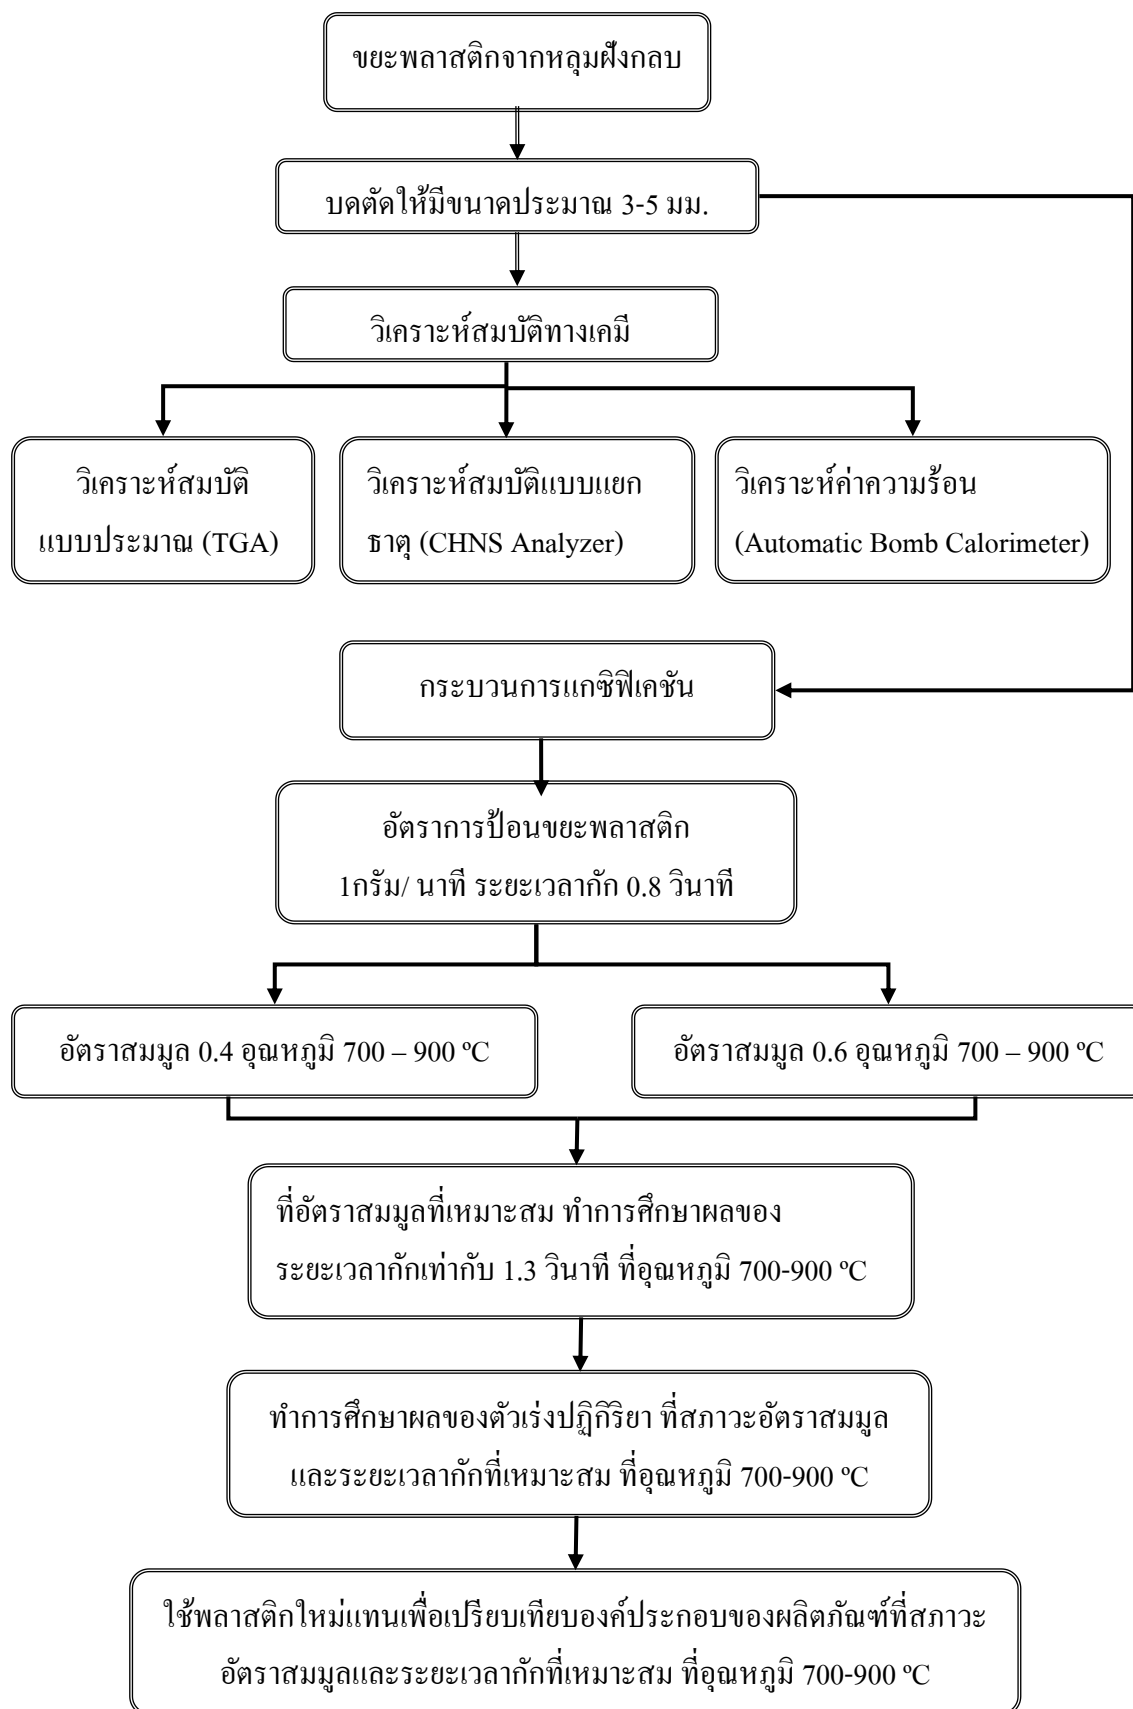 ขยะพลาสติกจากหลุมฝังกลบ
บดตัดให้มีขนาดประมาณ 3-5 มม.
วิเคราะห์สมบัติทางเคมี
วิเคราะห์สมบัติ
แบบประมาณ (TGA)
วิเคราะห์สมบัติแบบแยก
ธาตุ (CHNS Analyzer)
วิเคราะห์ค่าความร้อน
(Automatic Bomb Calorimeter)
กระบวนการแกซิฟิเคชัน
อัตราการป้อนขยะพลาสติก
1กรัม/ นาที ระยะเวลากัก 0.8 วินาที
อัตราสมมูล 0.4 อุณหภูมิ 700 – 900 ºC
อัตราสมมูล 0.6 อุณหภูมิ 700 – 900 ºC
ที่อัตราสมมูลที่เหมาะสม ทำการศึกษาผลของ
ระยะเวลากักเท่ากับ 1.3 วินาที ที่อุณหภูมิ 700-900 ºC
ทำการศึกษาผลของตัวเร่งปฏิกิริยา ที่สภาวะอัตราสมมูล
และระยะเวลากักที่เหมาะสม ที่อุณหภูมิ 700-900 ºC
ใช้พลาสติกใหม่แทนเพื่อเปรียบเทียบองค์ประกอบของผลิตภัณฑ์ที่สภาวะ
อัตราสมมูลและระยะเวลากักที่เหมาะสม ที่อุณหภูมิ 700-900 ºC